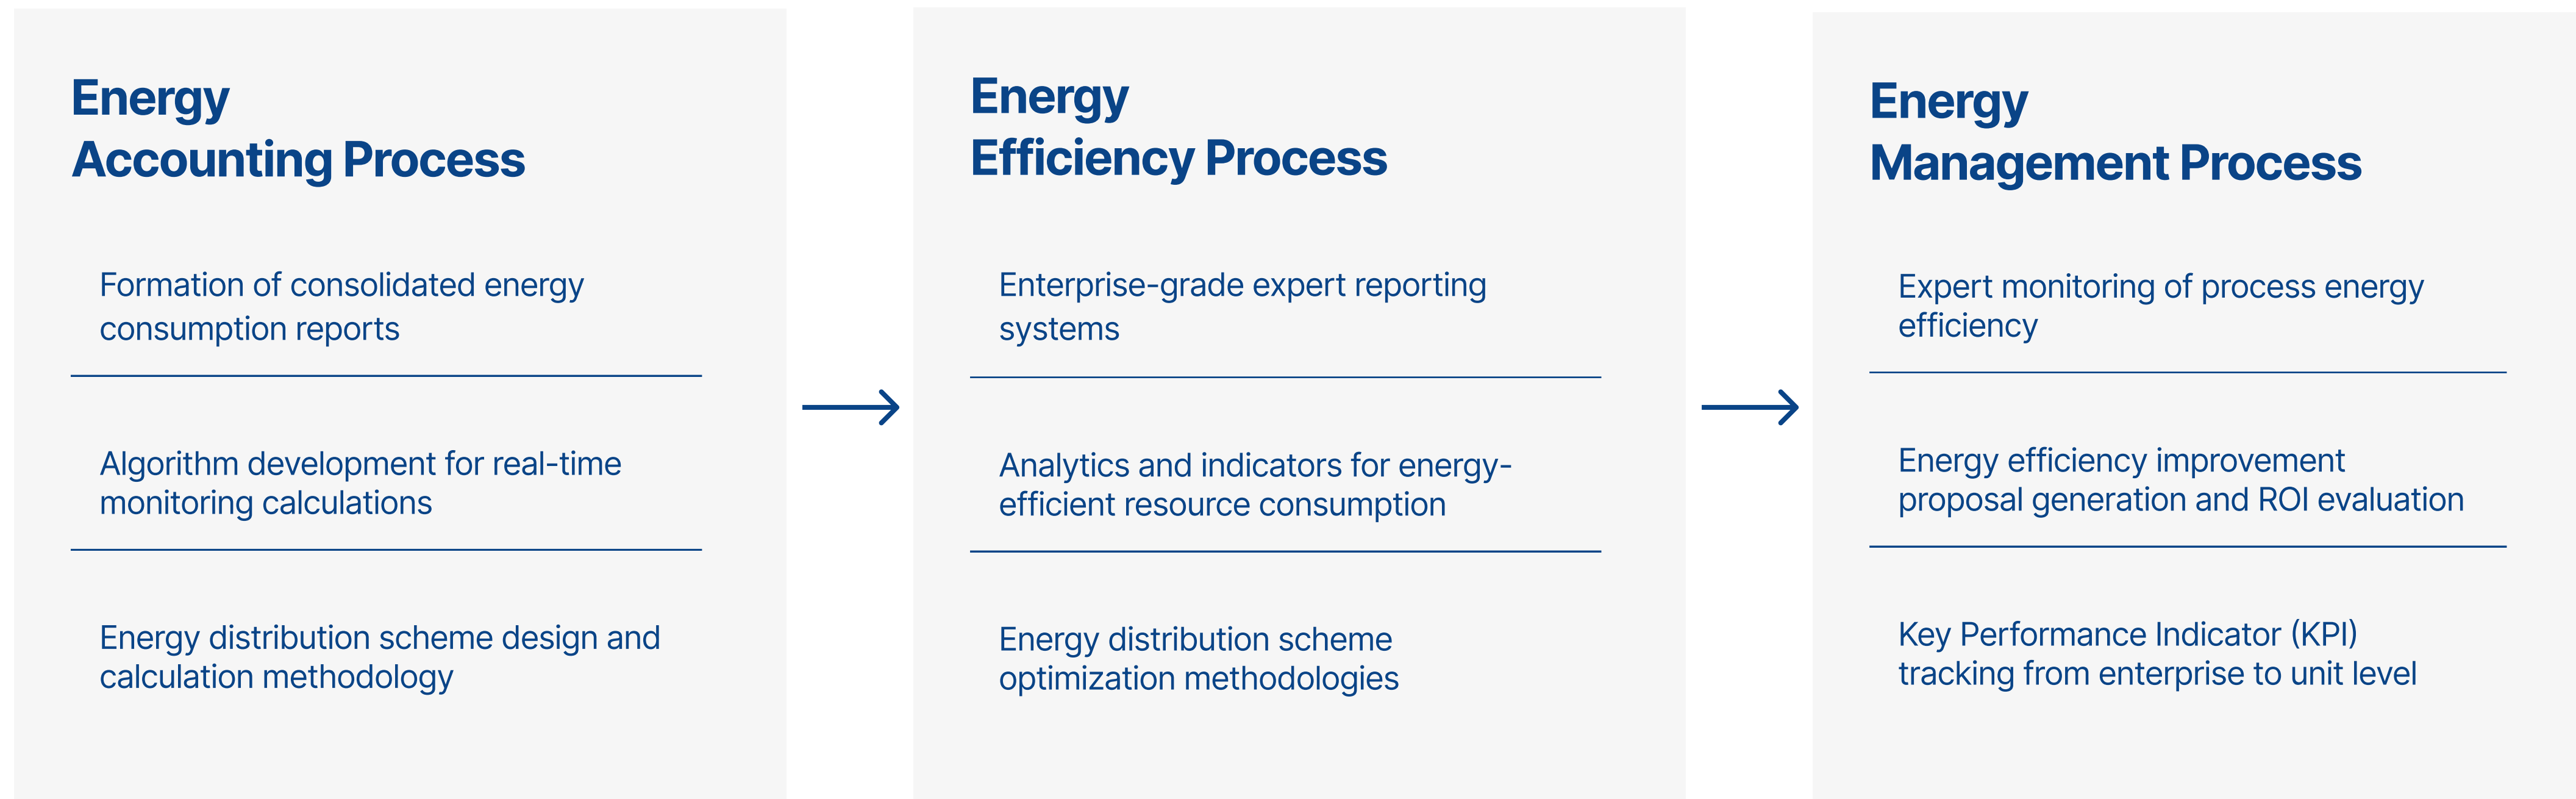 Energy
Accounting Process
Formation of consolidated energy
consumption reports
Algorithm development for real-time
monitoring calculations
Energy distribution scheme design and
calculation methodology
Energy
Efficiency Process
Enterprise-grade expert reporting
systems
Analytics and indicators for energy-
efficient resource consumption
Energy distribution scheme
optimization methodologies
Energy
Management Process
Expert monitoring of process energy
efficiency
Energy efficiency improvement
proposal generation and ROI evaluation
Key Performance Indicator (KPI)
tracking from enterprise to unit level